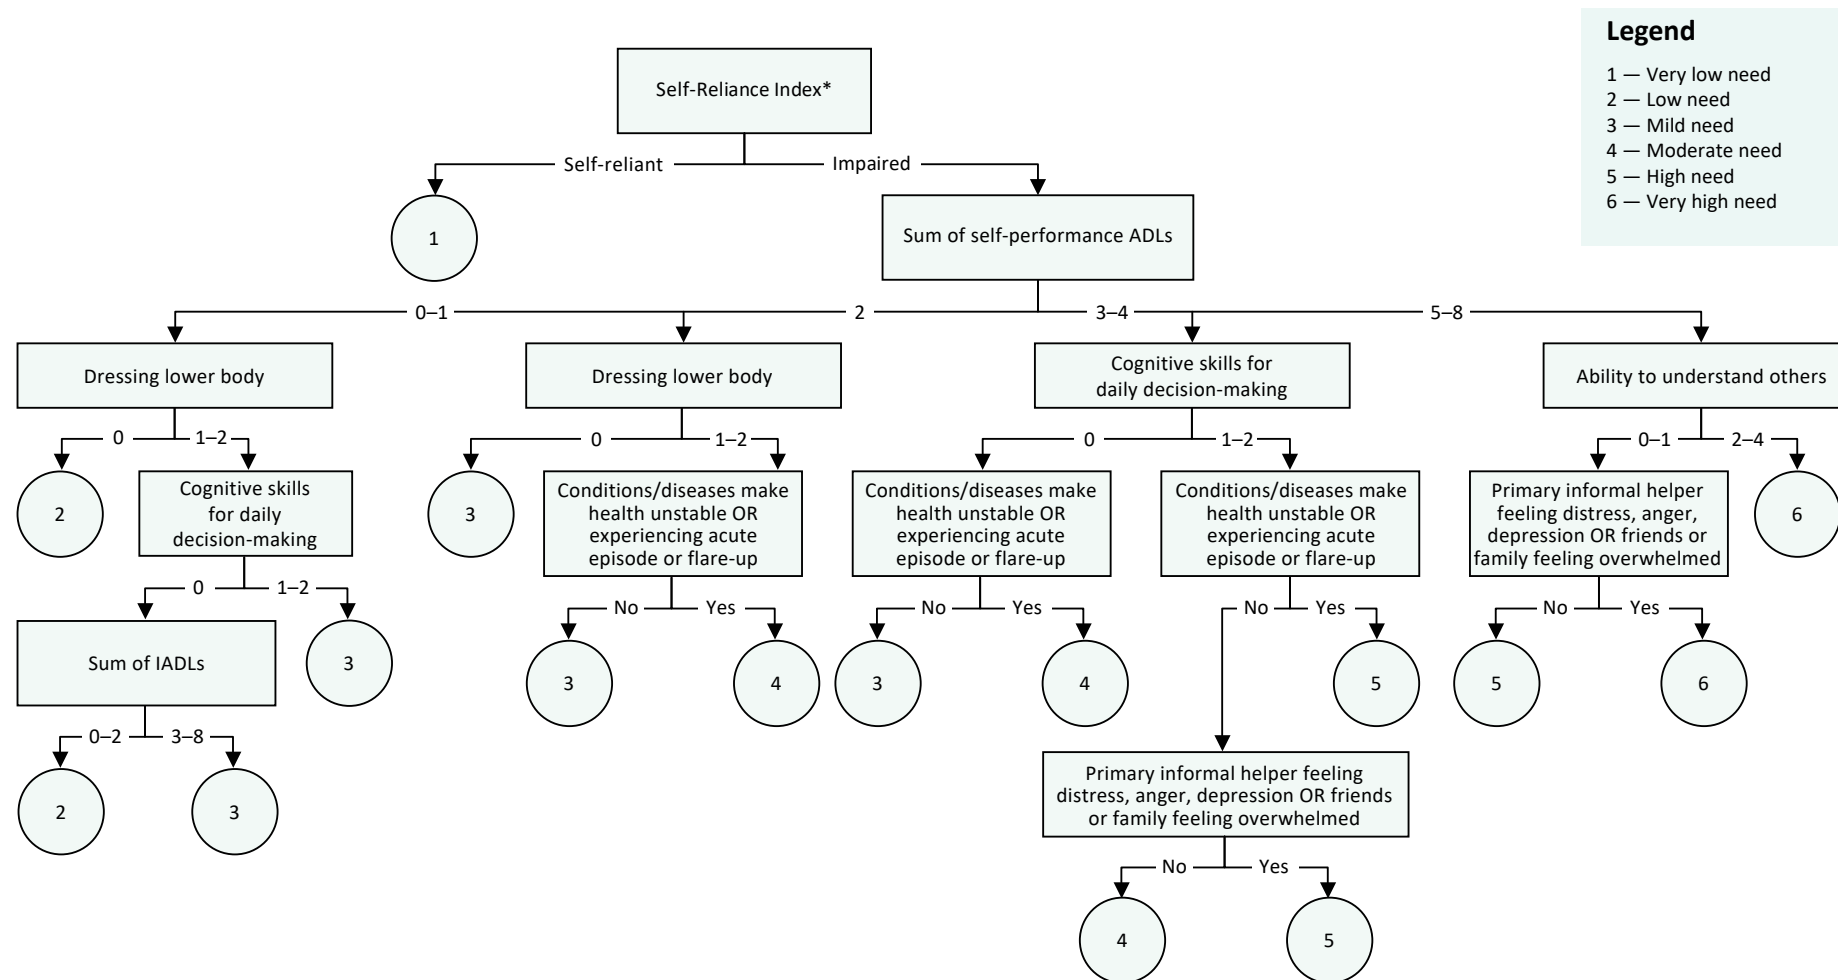 Legend
1 — Very low need
2 — Low need
3 — Mild need
4 — Moderate need
5 — High need
6 — Very high need
Self-Reliance Index*
Self-reliant
Impaired
1
Sum of self-performance ADLs
0–1
2
3–4
5–8
Dressing lower body
Dressing lower body
Cognitive skills for
daily decision-making
Ability to understand others
0
1–2
0
1–2
0
1–2
0–1
2–4
2
Cognitive skills
for daily
decision-making
3
Conditions/diseases make
health unstable OR
experiencing acute
episode or flare-up
Conditions/diseases make
health unstable OR
experiencing acute
episode or flare-up
Conditions/diseases make
health unstable OR
experiencing acute
episode or flare-up
Primary informal helper
feeling distress, anger,
depression OR friends or
family feeling overwhelmed
6
0
1–2
No
Yes
No
Yes
No
Yes
No
Yes
Sum of IADLs
3
3
4
3
4
5
5
6
0–2
3–8
2
3
Primary informal helper feeling
distress, anger, depression OR friends
or family feeling overwhelmed
No
Yes
4
5